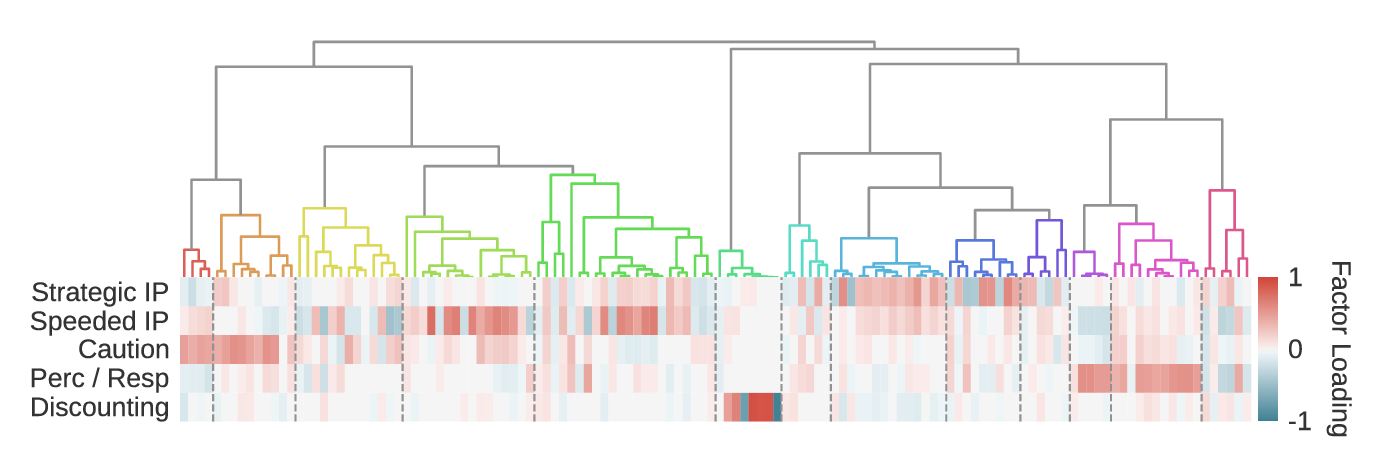 Strategic IP
Speeded IP
Caution
Perc / Resp
Discounting
1
0
-1
Factor Loading